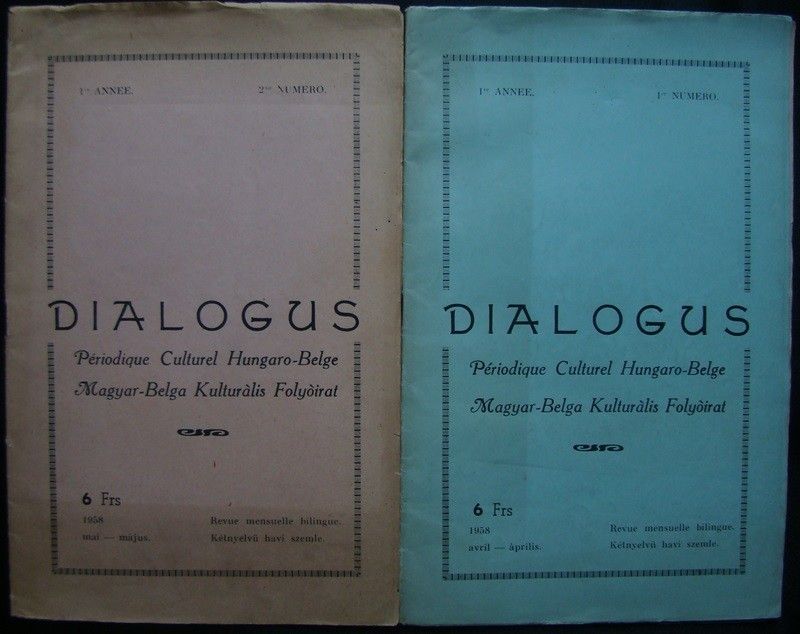 1re ANNEE. 2me NUMERO.
DIALOGUS
Périodique Culturel Hungaro-Belge
Magyar-Belga Kulturàlis Folyòirat
6 Frs
1958
mai — május.
Revue mensuelle bilingue.
Kétnyelvü havi szemle.
1re ANNEE. 1er NUMERO.
DIALOGUS
Périodique Culturel Hungaro-Belge
Magyar-Belga Kulturàlis Folyòirat
6 Frs
1958
avril — április.
Revue mensuelle bilingue.
Kétnyelvü havi szemle.